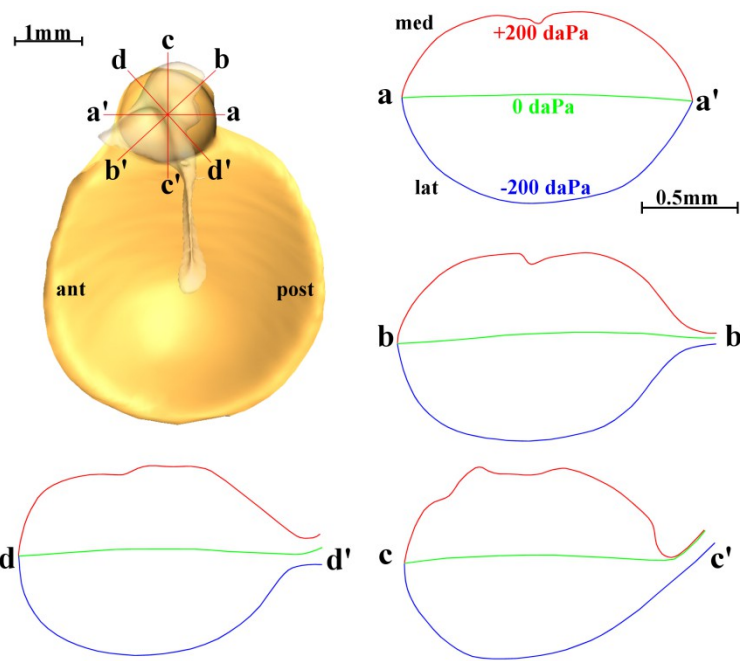 1mm
c
d
b
a'
a
b'
d'
c'
ant
post
med
+200 daPa
a
0 daPa
a'
-200 daPa
lat
0.5mm
b
b
d
d'
c
c'